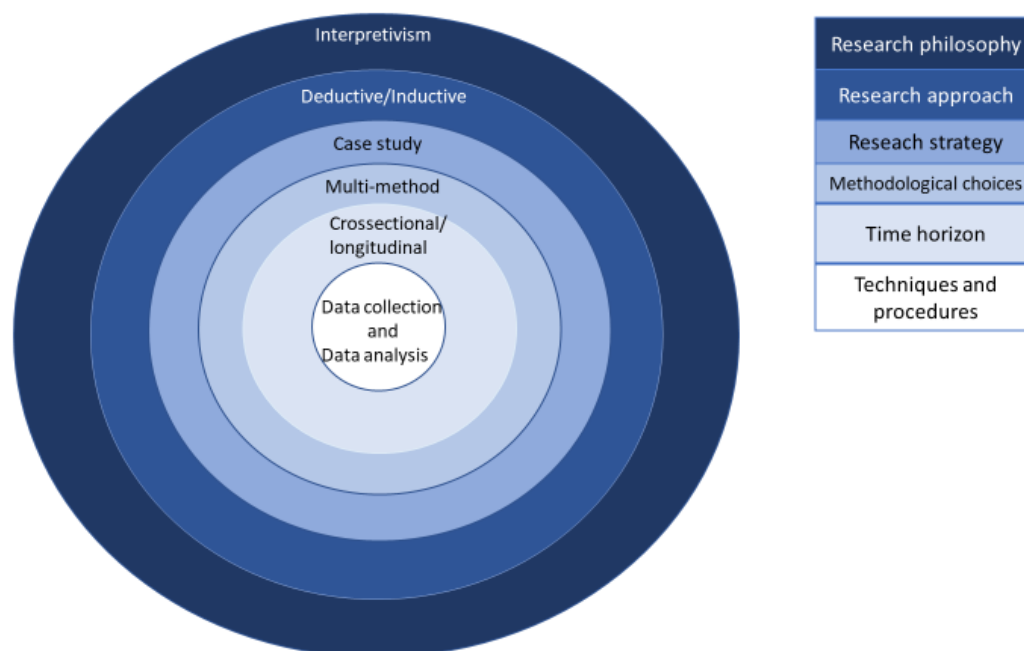 Interpretivism
Deductive/Inductive
Case study
Multi-method
Crossectional/
longitudinal
Data collection
and
Data analysis
Research philosophy
Research approach
Reseach strategy
Methodological choices
Time horizon
Techniques and
procedures